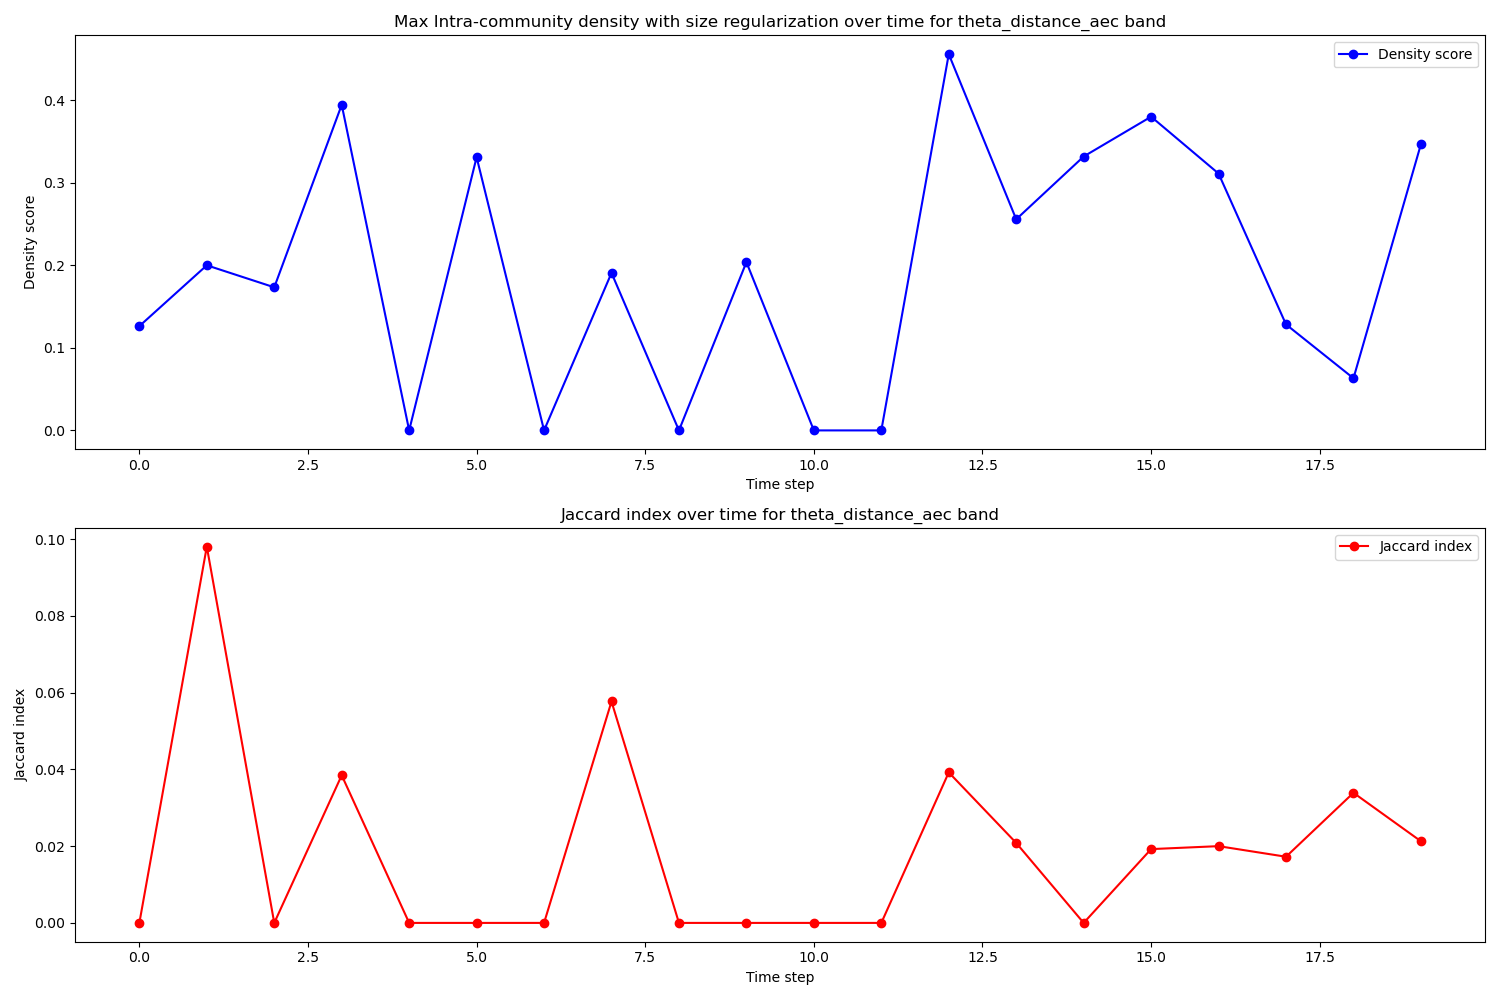 Max Intra-community density with size regularization over time for theta_distance_aec band
Density score
Density score
0.4
0.3
0.2
0.1
0.0
0.0 2.5 5.0 7.5 10.0 12.5 15.0 17.5
Time step
Jaccard index over time for theta_distance_aec band
Jaccard index
Jaccard index
0.10
0.08
0.06
0.04
0.02
0.00
0.0 2.5 5.0 7.5 10.0 12.5 15.0 17.5
Time step